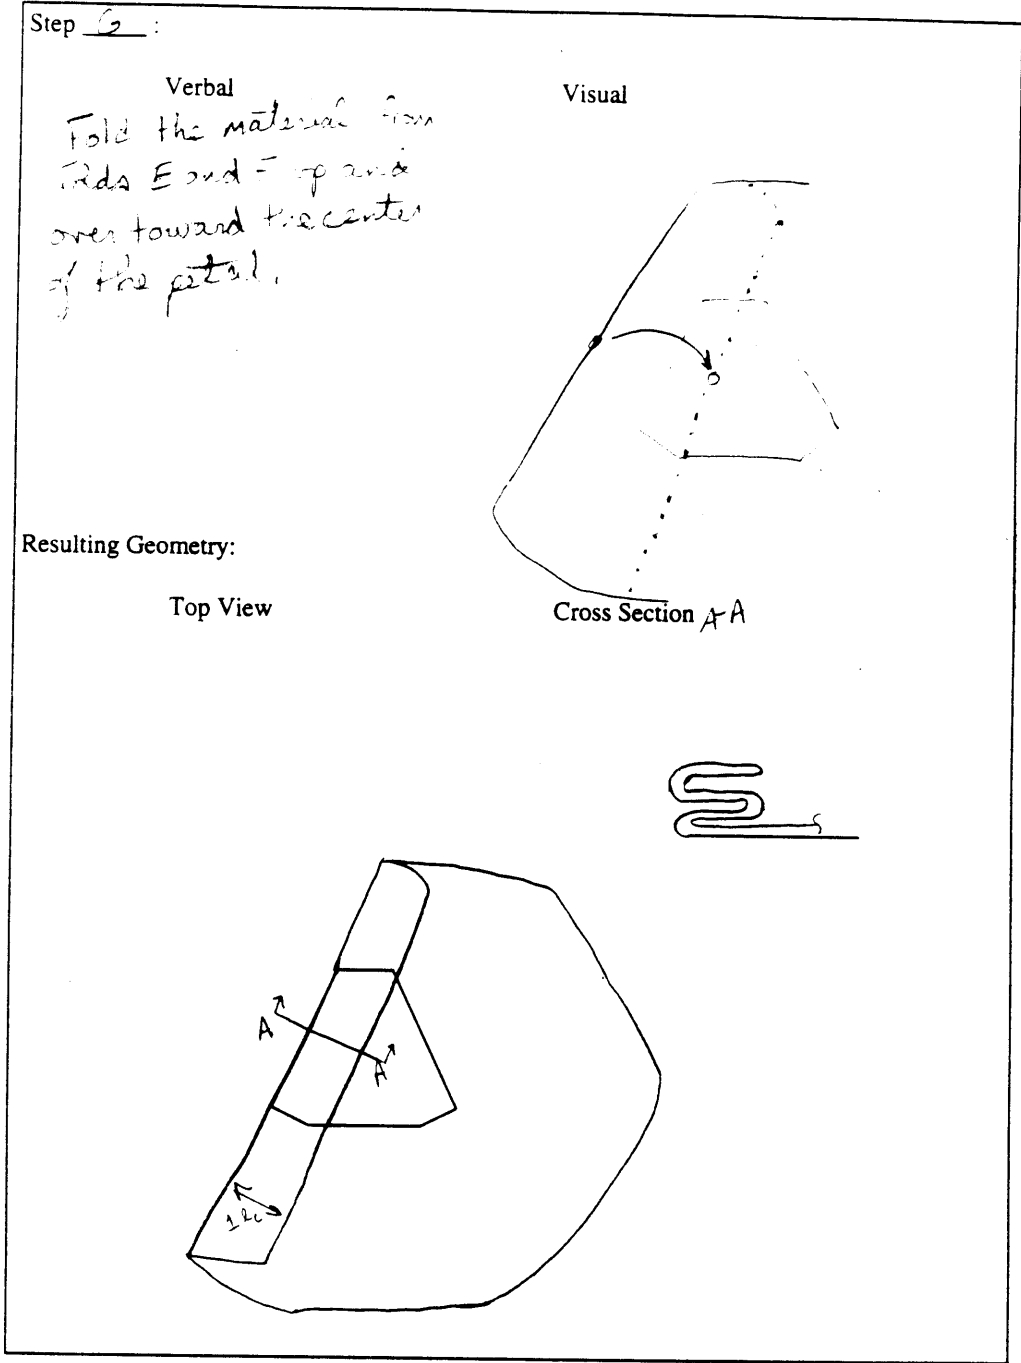 Step G :
Verbal
Visual
Fold the material from
Folds E and F up and
over toward the center
of the petal.
Resulting Geometry:
Top View
Cross Section AA
A
A